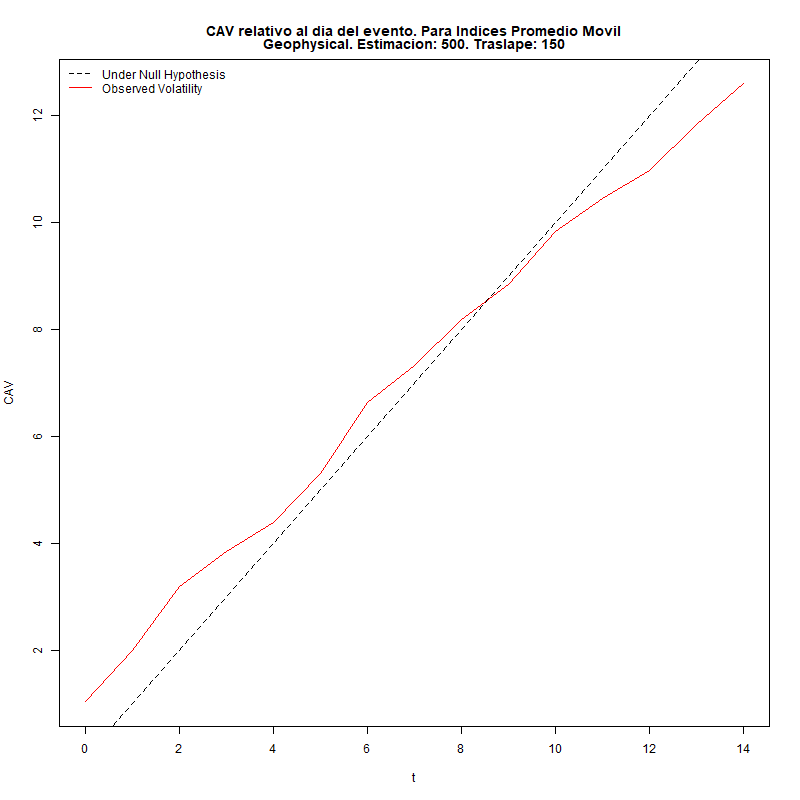 CAV relativo al dia del evento. Para Indices Promedio Movil
Geophysical. Estimacion: 500. Traslape: 150
Under Null Hypothesis
Observed Volatility
12
10
8
6
4
2
CAV
0 2 4 6 8 10 12 14
t